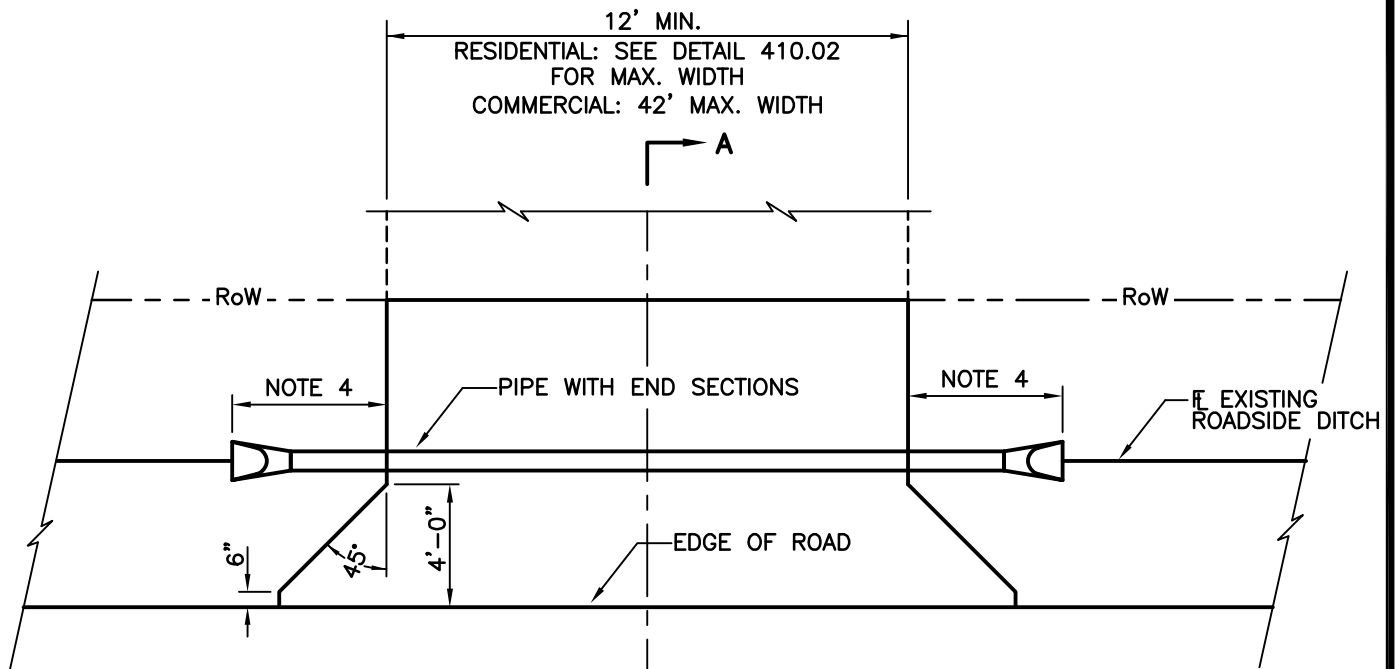 12' MIN.
RESIDENTIAL: SEE DETAIL 410.02
FOR MAX. WIDTH
COMMERCIAL: 42' MAX. WIDTH
A
RoW
RoW
NOTE 4
PIPE WITH END SECTIONS
NOTE 4
FL EXISTING
ROADSIDE DITCH
6"
45°
4'-0"
EDGE OF ROAD